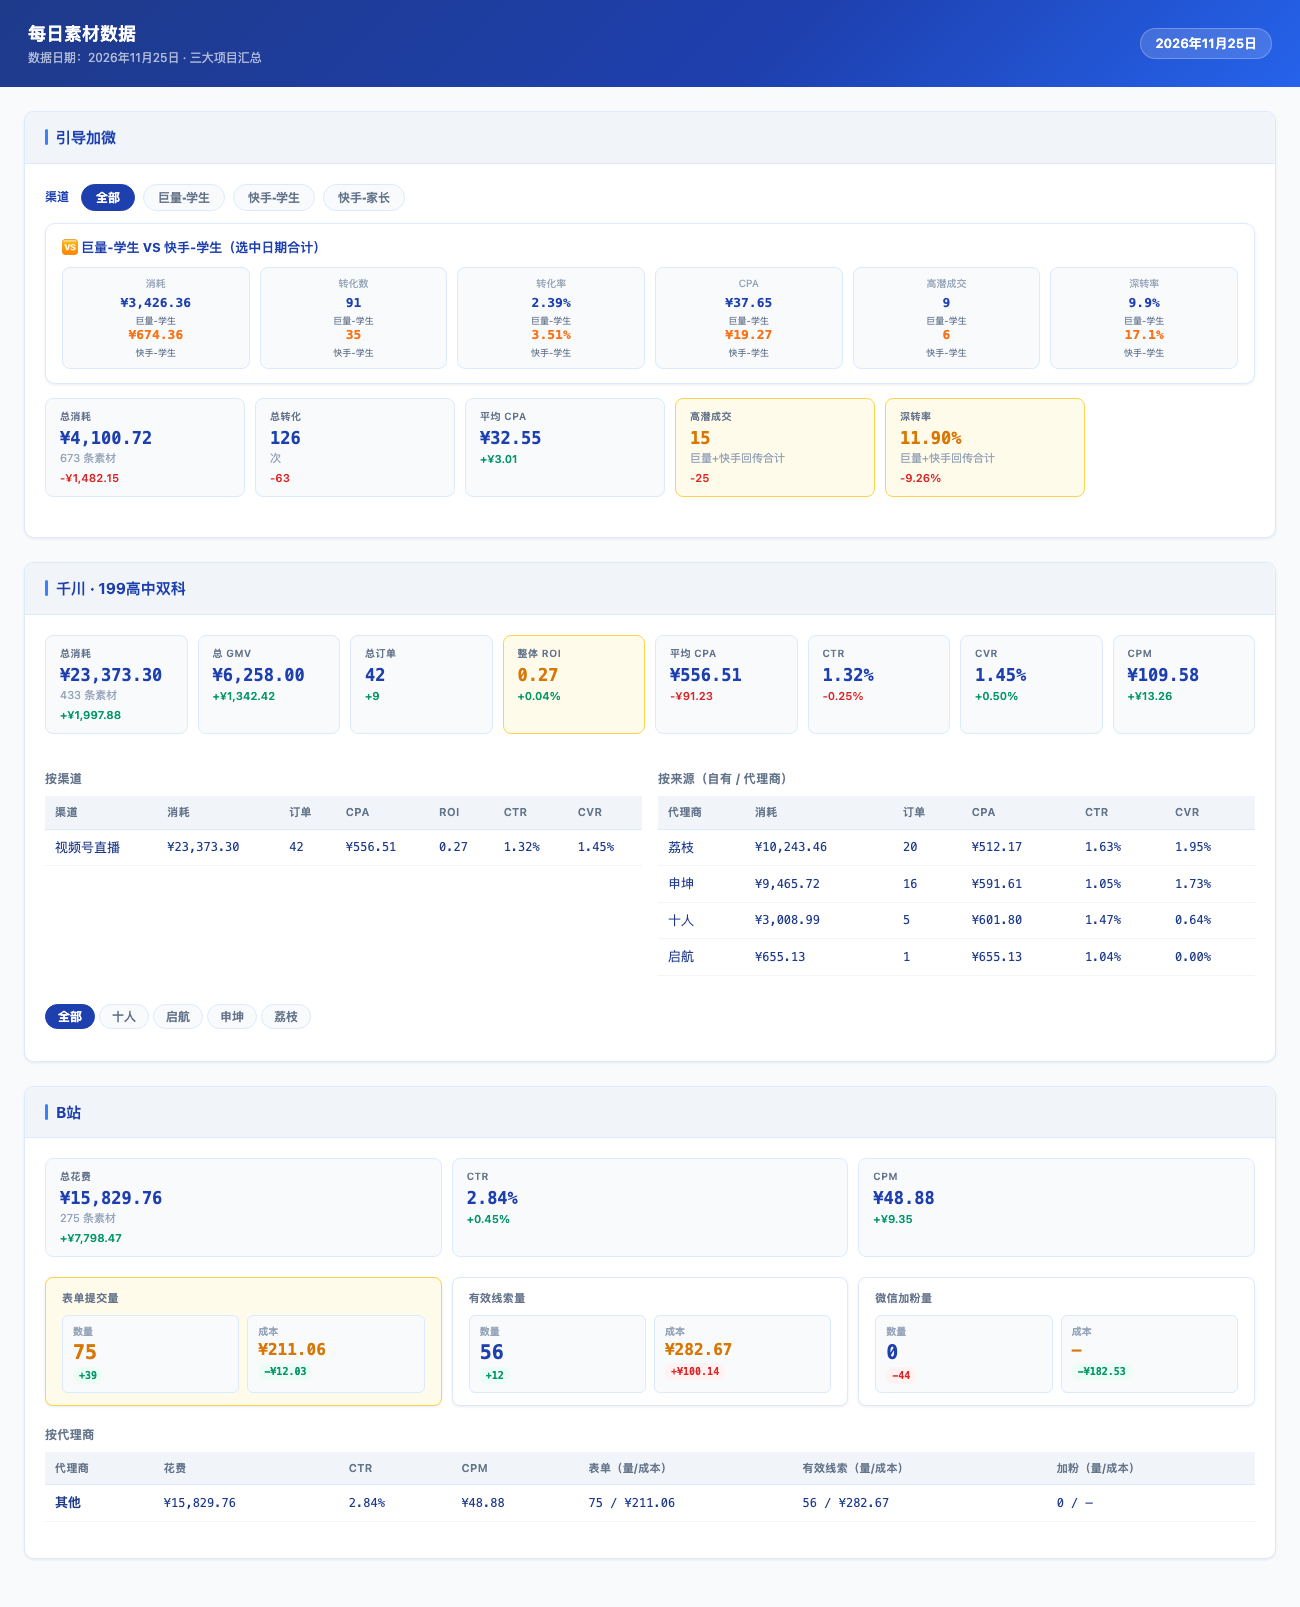 每日素材数据
数据日期：2026年11月25日 · 三大项目汇总
2026年11月25日
引导加微
渠道 全部 巨量-学生 快手-学生 快手-家长
VS 巨量-学生 VS 快手-学生（选中日期合计）
消耗 转化数 转化率 CPA 高潜成交 深转率
¥3,426.36 91 2.39% ¥37.65 9 9.9%
巨量-学生 巨量-学生 巨量-学生 巨量-学生 巨量-学生 巨量-学生
¥674.36 35 3.51% ¥19.27 6 17.1%
快手-学生 快手-学生 快手-学生 快手-学生 快手-学生 快手-学生
总消耗 总转化 平均 CPA 高潜成交 深转率
¥4,100.72 126 ¥32.55 15 11.90%
673 条素材 次 +¥3.01 巨量+快手回传合计 巨量+快手回传合计
-¥1,482.15 -63 -25 -9.26%
千川 · 199高中双科
总消耗 总 GMV 总订单 整体 ROI 平均 CPA CTR CVR CPM
¥23,373.30 ¥6,258.00 42 0.27 ¥556.51 1.32% 1.45% ¥109.58
433 条素材 +¥1,342.42 +9 +0.04% -¥91.23 -0.25% +0.50% +¥13.26
+¥1,997.88
按渠道
渠道 消耗 订单 CPA ROI CTR CVR
视频号直播 ¥23,373.30 42 ¥556.51 0.27 1.32% 1.45%
按来源（自有 / 代理商）
代理商 消耗 订单 CPA CTR CVR
荔枝 ¥10,243.46 20 ¥512.17 1.63% 1.95%
申坤 ¥9,465.72 16 ¥591.61 1.05% 1.73%
十人 ¥3,008.99 5 ¥601.80 1.47% 0.64%
启航 ¥655.13 1 ¥655.13 1.04% 0.00%
全部 十人 启航 申坤 荔枝
B站
总花费 CTR CPM
¥15,829.76 2.84% ¥48.88
275 条素材 +0.45% +¥9.35
+¥7,798.47
表单提交量 有效线索量 微信加粉量
数量 成本 数量 成本 数量 成本
75 ¥211.06 56 ¥282.67 0 —
+39 −¥12.03 +12 +¥100.14 −44 −¥182.53
按代理商
代理商 花费 CTR CPM 表单（量/成本） 有效线索（量/成本） 加粉（量/成本）
其他 ¥15,829.76 2.84% ¥48.88 75 / ¥211.06 56 / ¥282.67 0 / —